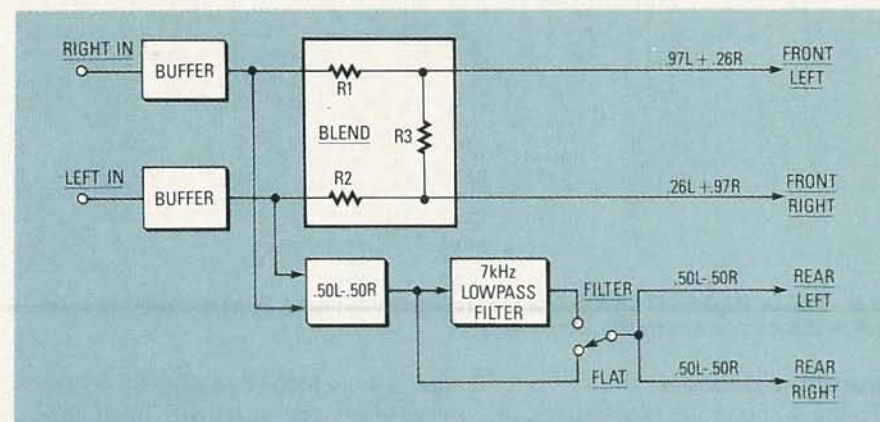 RIGHT IN
BUFFER
R1
BLEND
R3
.97L + .26R
FRONT
LEFT
LEFT IN
BUFFER
R2
.26L +.97R
FRONT
RIGHT
.50L-.50R
7kHz
LOWPASS
FILTER
FILTER
FLAT
.50L-.50R
REAR
LEFT
.50L-.50R
REAR
RIGHT